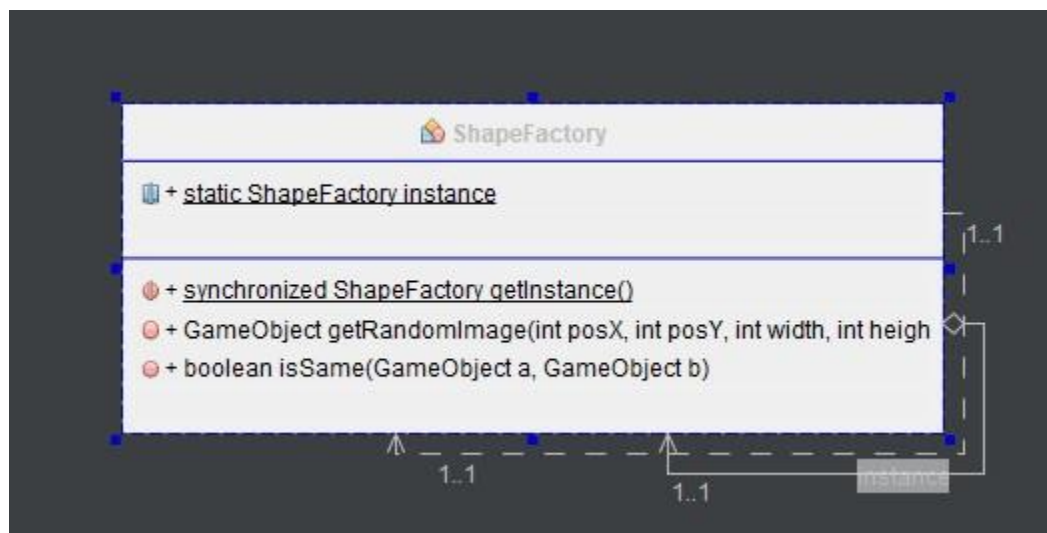 ShapeFactory
+ static ShapeFactory instance
1..1
+ synchronized ShapeFactory getInstance()
+ GameObject getRandomImage(int posX, int posY, int width, int heigh
+ boolean isSame(GameObject a, GameObject b)
1..1
instance
1..1